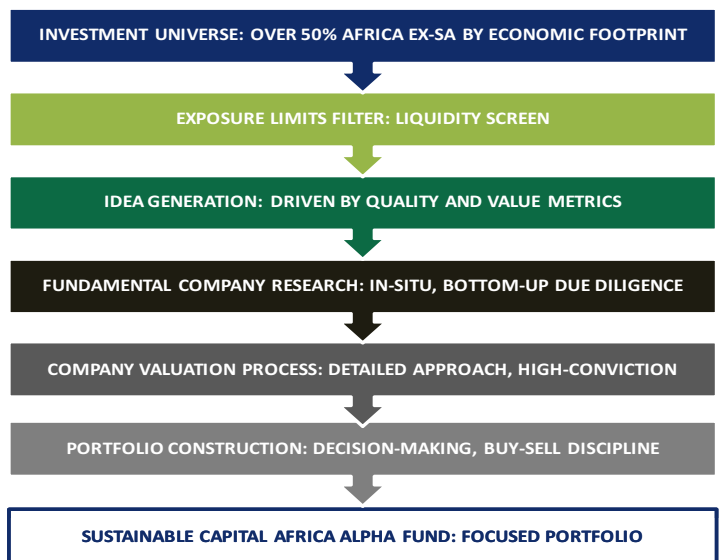 INVESTMENT UNIVERSE: OVER 50% AFRICA EX-SA BY ECONOMIC FOOTPRINT
EXPOSURE LIMITS FILTER: LIQUIDITY SCREEN
IDEA GENERATION: DRIVEN BY QUALITY AND VALUE METRICS
FUNDAMENTAL COMPANY RESEARCH: IN-SITU, BOTTOM-UP DUE DILIGENCE
COMPANY VALUATION PROCESS: DETAILED APPROACH, HIGH-CONVICTION
PORTFOLIO CONSTRUCTION: DECISION-MAKING, BUY-SELL DISCIPLINE
SUSTAINABLE CAPITAL AFRICA ALPHA FUND: FOCUSED PORTFOLIO